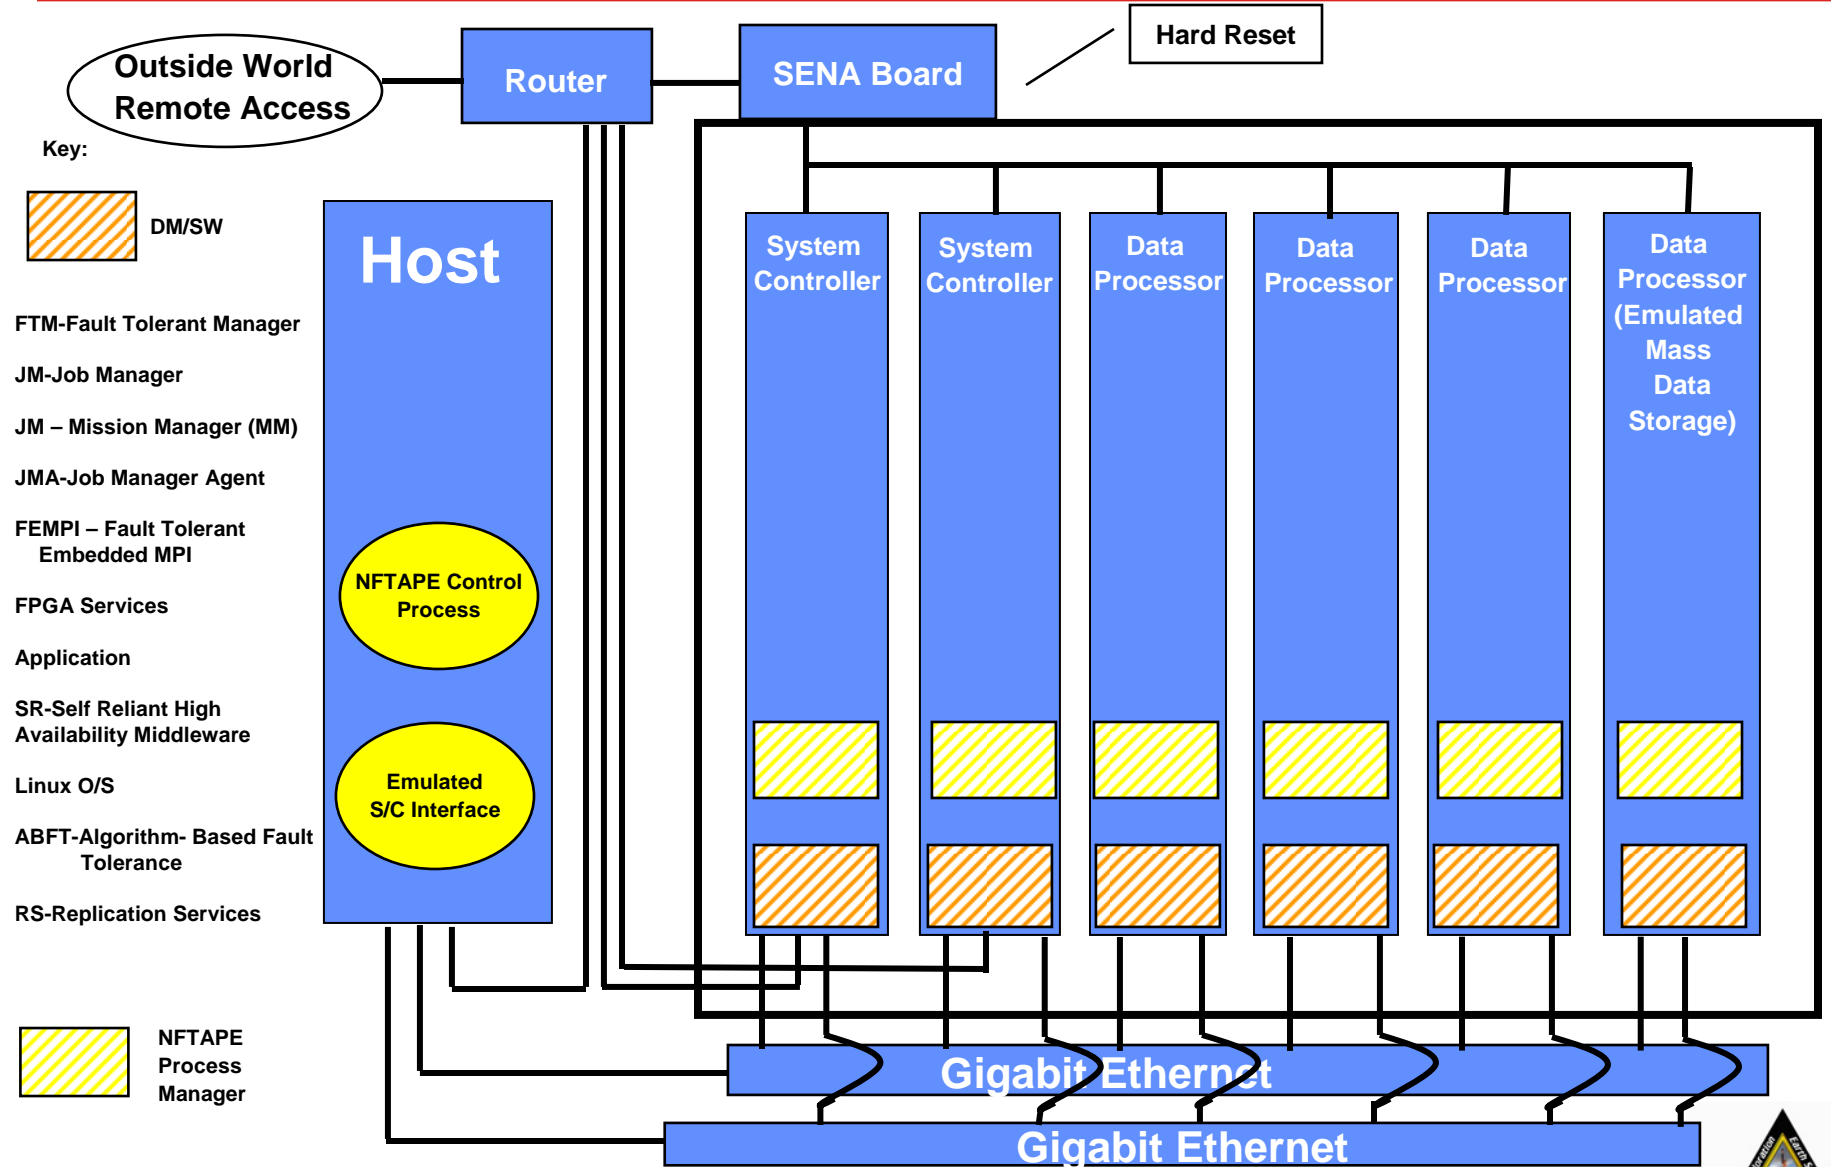 Hard Reset
Outside World
Remote Access
Router
SENA Board
Key:
DM/SW
Host
System
Controller
System
Controller
Data
Processor
Data
Processor
Data
Processor
Data
Processor
(Emulated
Mass
Data
Storage)
FTM-Fault Tolerant Manager
JM-Job Manager
JM – Mission Manager (MM)
JMA-Job Manager Agent
FEMPI – Fault Tolerant
Embedded MPI
FPGA Services
Application
SR-Self Reliant High
Availability Middleware
Linux O/S
ABFT-Algorithm- Based Fault
Tolerance
RS-Replication Services
NFTAPE Control
Process
Emulated
S/C Interface
NFTAPE
Process
Manager
Gigabit Ethernet
Gigabit Ethernet